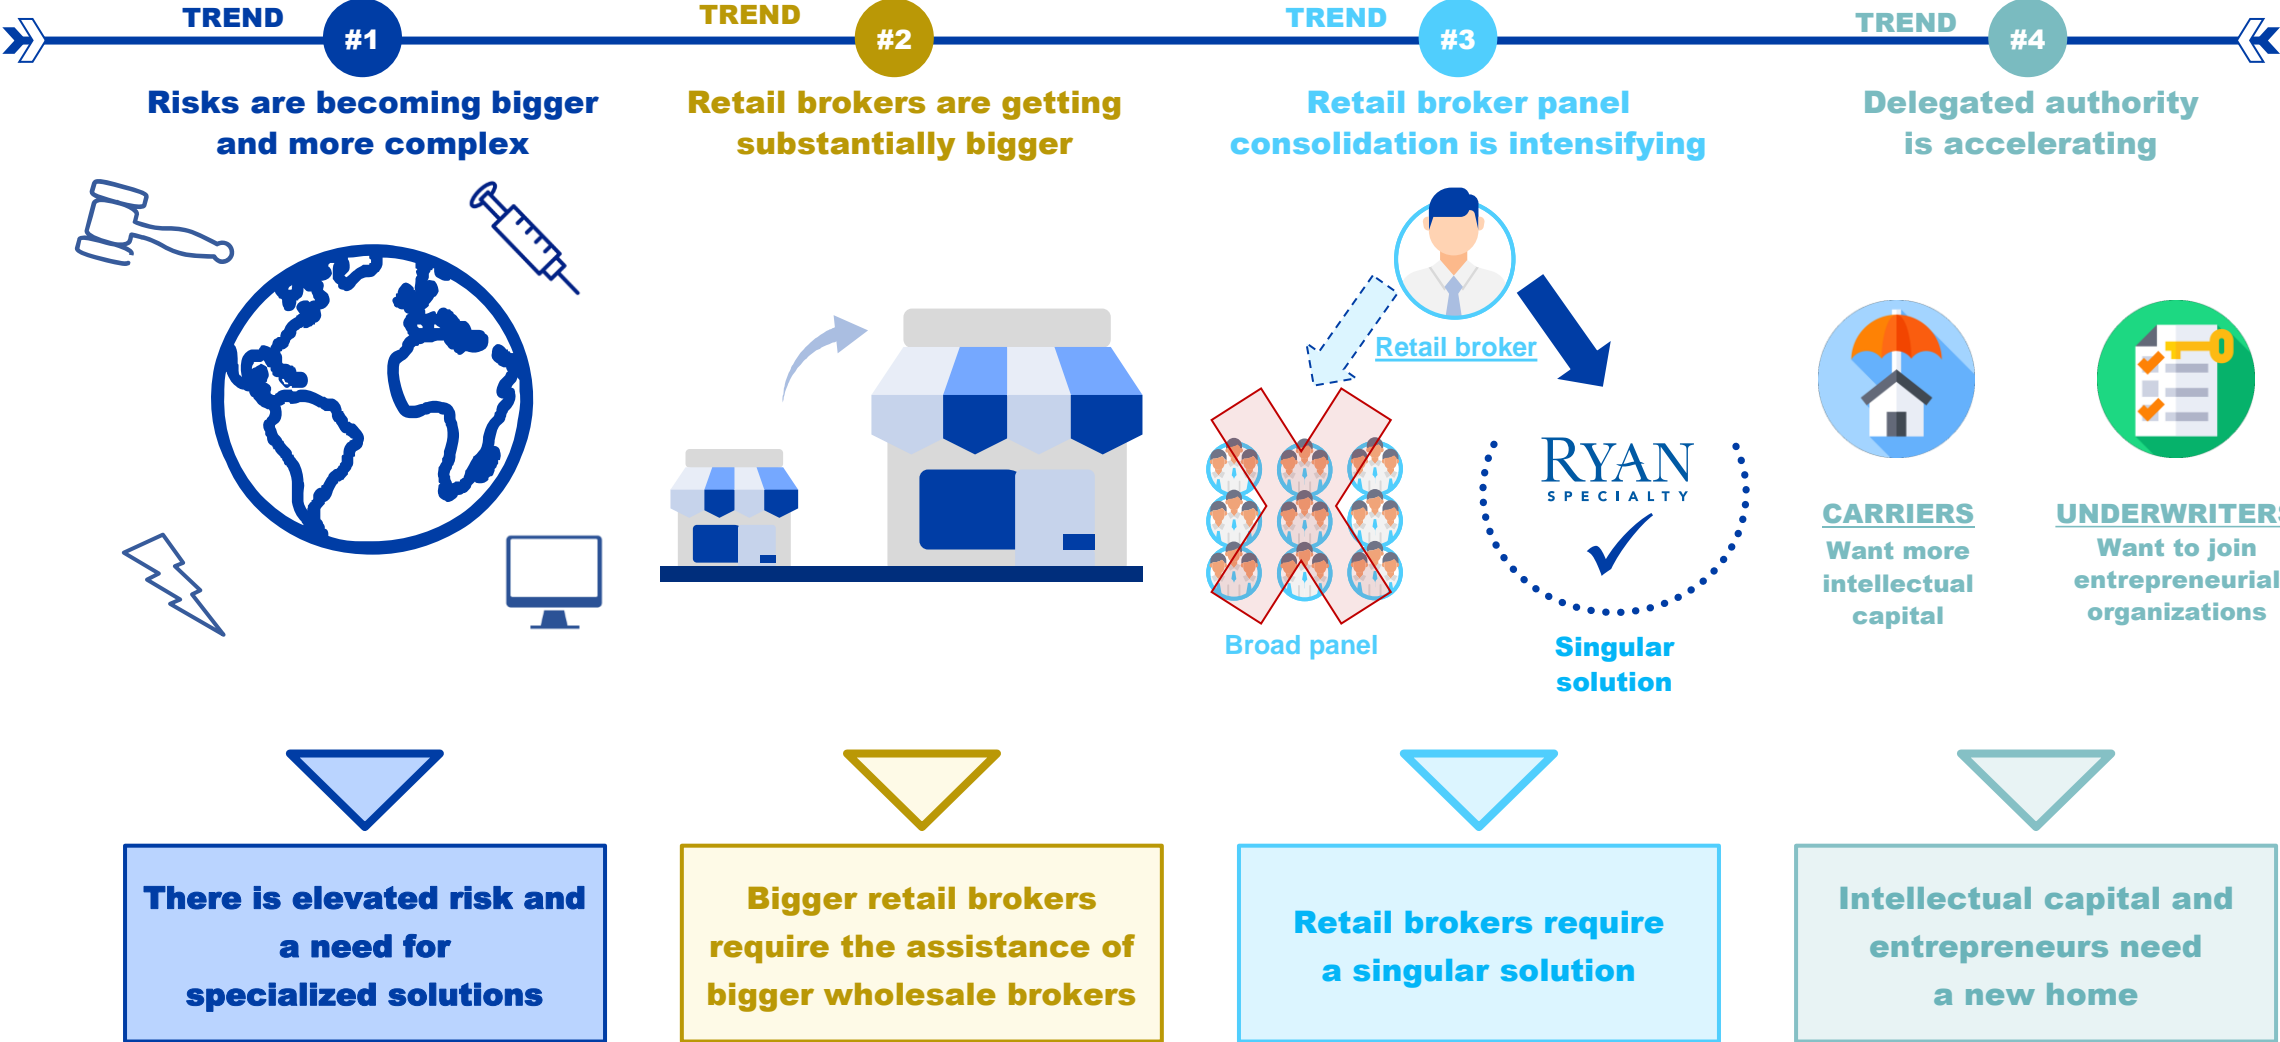 TREND
#1
Risks are becoming bigger
and more complex
There is elevated risk and
a need for
specialized solutions
TREND
#2
Retail brokers are getting
substantially bigger
Bigger retail brokers
require the assistance of
bigger wholesale brokers
TREND
#3
Retail broker panel
consolidation is intensifying
Retail broker
Broad panel
RYAN
SPECIALTY
Singular
solution
Retail brokers require
a singular solution
TREND
#4
Delegated authority
is accelerating
CARRIERS
Want more
intellectual
capital
UNDERWRITERS
Want to join
entrepreneurial
organizations
Intellectual capital and
entrepreneurs need
a new home